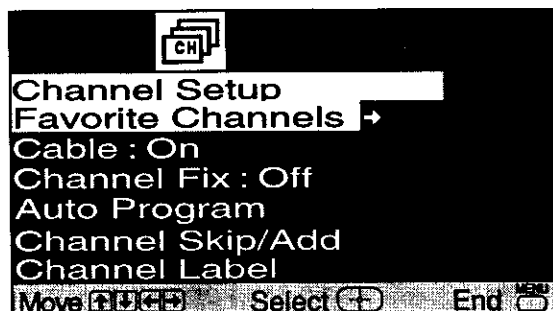 CH
Channel Setup
Favorite Channels
Cable : On
Channel Fix : Off
Auto Program
Channel Skip/Add
Channel Label
Move Select End MENU